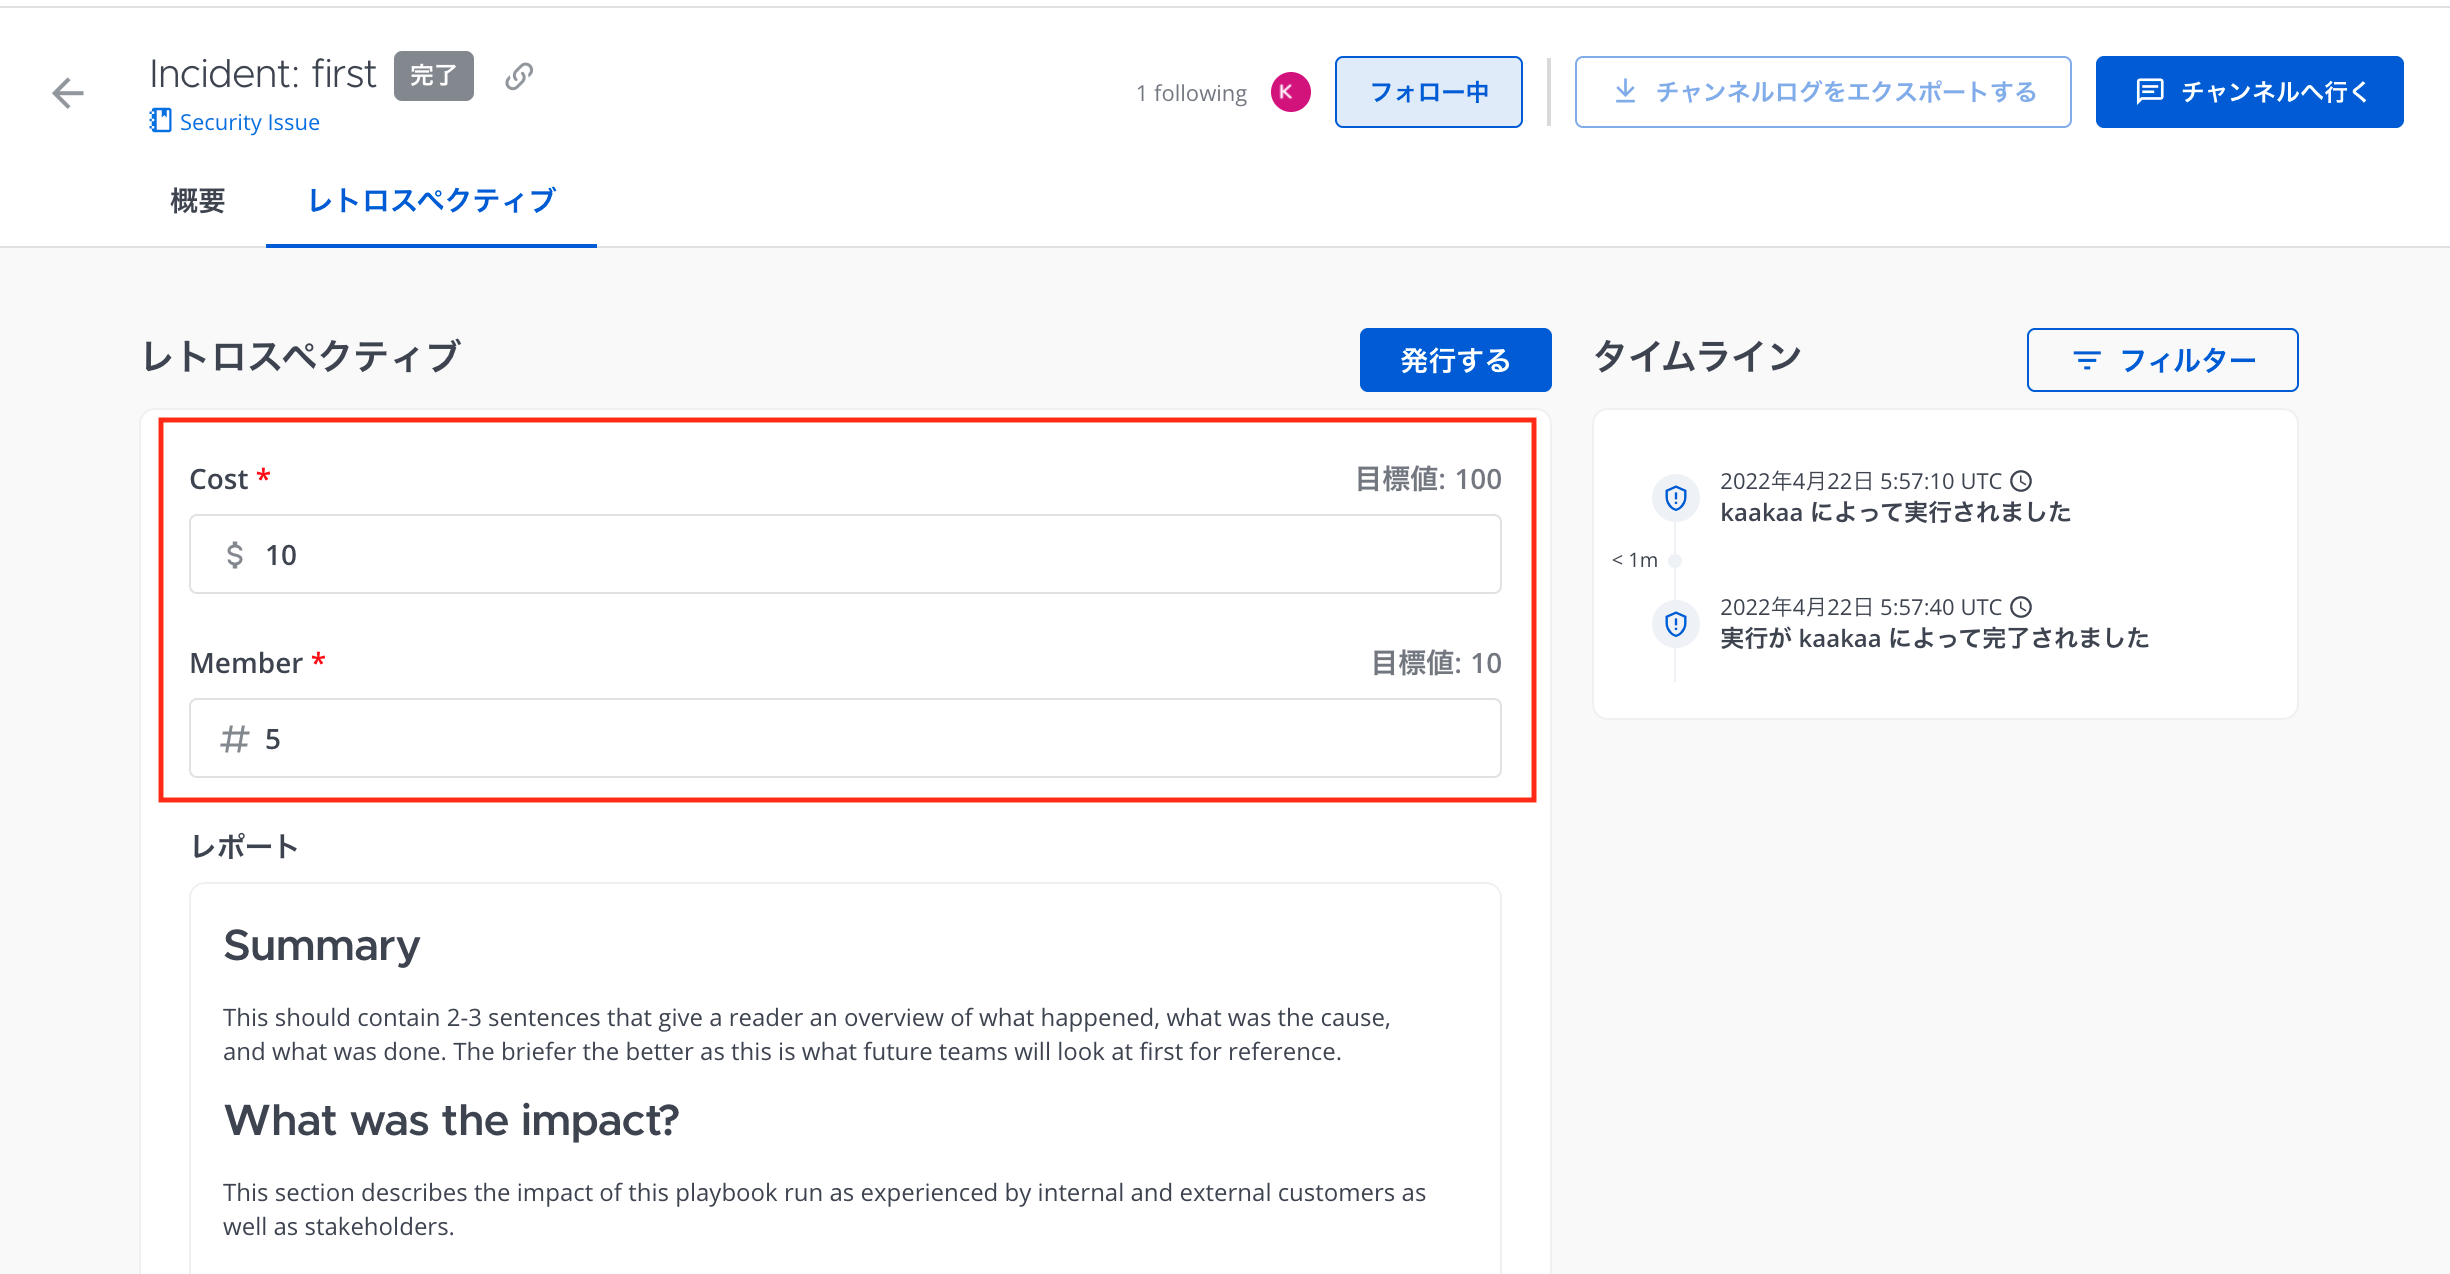 Incident: first 完了
Security Issue
1 following K フォロー中 チャンネルログをエクスポートする チャンネルへ行く
概要 レトロスペクティブ
レトロスペクティブ 発行する
Cost * 目標値: 100
$ 10
Member * 目標値: 10
# 5
レポート
Summary
This should contain 2-3 sentences that give a reader an overview of what happened, what was the cause,
and what was done. The briefer the better as this is what future teams will look at first for reference.
What was the impact?
This section describes the impact of this playbook run as experienced by internal and external customers as
well as stakeholders.
タイムライン フィルター
2022年4月22日 5:57:10 UTC
kaakaa によって実行されました
< 1m
2022年4月22日 5:57:40 UTC
実行が kaakaa によって完了されました